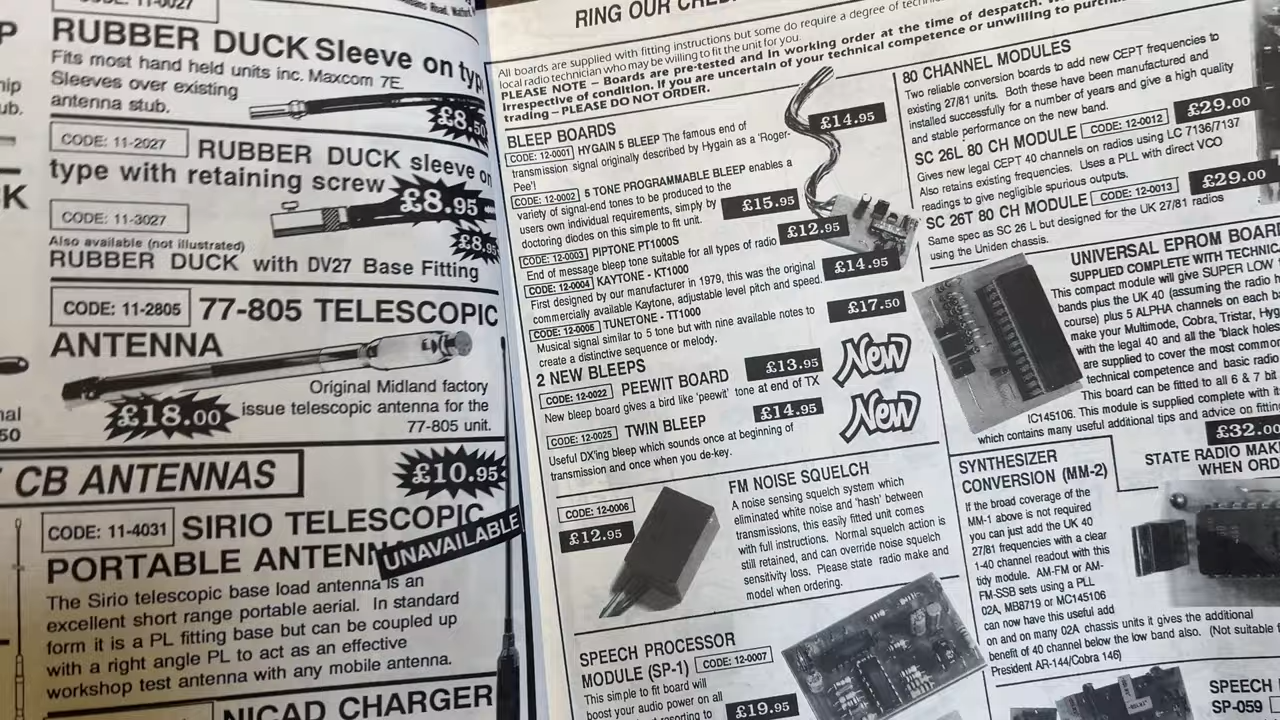 RUBBER DUCK Sleeve on typ
Fits most hand held units inc. Maxcom 7E.
Sleeves over existing
antenna stub.
£8.50
CODE: 11-2027
RUBBER DUCK sleeve on
type with retaining screw
£8.95
CODE: 11-3027
£8.95
Also available (not illustrated)
RUBBER DUCK with DV27 Base Fitting
CODE: 11-2805
77-805 TELESCOPIC
ANTENNA
£18.00
Original Midland factory
issue telescopic antenna for the
77-805 unit.
CB ANTENNAS
£10.95
CODE: 11-4031
SIRIO TELESCOPIC
PORTABLE ANTENN
UNAVAILABLE
The Sirio telescopic base load antenna is an
excellent short range portable aerial. In standard
form it is a PL fitting base but can be coupled up
with a right angle PL to act as an effective
workshop test antenna with any mobile antenna.
NICAD CHARGER
RING OUR
All boards are supplied with fitting instructions but some do require a degree of
local radio technician who may be willing to fit the unit for you.
PLEASE NOTE – Boards are pre-tested and in working order at the time of despatch.
Irrespective of condition. If you are uncertain of your technical competence or unwilling to
trading – PLEASE DO NOT ORDER.
BLEEP BOARDS
£14.95
CODE: 12-0001 HYGAIN 5 BLEEP The famous end of
transmission signal originally described by Hygain as a 'Roger-
Pee'!
CODE: 12-0002 5 TONE PROGRAMMABLE BLEEP enables a
variety of signal-end tones to be produced to the
users own individual requirements, simply by
doctoring diodes on this simple to fit unit.
£15.95
CODE: 12-0003 PIPTONE PT1000S
End of message bleep tone suitable for all types of radio
£12.95
CODE: 12-0004 KAYTONE - KT1000
First designed by our manufacturer in 1979, this was the original
commercially available Kaytone, adjustable level pitch and speed.
£14.95
CODE: 12-0005 TUNETONE - TT1000
Musical signal similar to 5 tone but with nine available notes to
create a distinctive sequence or melody.
£17.50
2 NEW BLEEPS
CODE: 12-0022 PEEWIT BOARD
£13.95
New
New bleep board gives a bird like 'peewit' tone at end of TX
CODE: 12-0025 TWIN BLEEP
£14.95
New
Useful DX'ing bleep which sounds once at beginning of
transmission and once when you de-key.
CODE: 12-0006
£12.95
FM NOISE SQUELCH
A noise sensing squelch system which
eliminated white noise and 'hash' between
transmissions, this easily fitted unit comes
with full instructions. Normal squelch action is
still retained, and can override noise squelch
sensitivity loss. Please state radio make and
model when ordering.
SPEECH PROCESSOR
MODULE (SP-1) CODE: 12-0007
This simple to fit board will
boost your audio power on all
£19.95
80 CHANNEL MODULES
Two reliable conversion boards to add new CEPT frequencies to
existing 27/81 units. Both these have been manufactured and
installed successfully for a number of years and give a high quality
and stable performance on the new band.
SC 26L 80 CH MODULE CODE: 12-0012
£29.00
Gives new legal CEPT 40 channels on radios using LC 7136/7137
Also retains existing frequencies. Uses a PLL with direct VCO
readings to give negligible spurious outputs.
SC 26T 80 CH MODULE CODE: 12-0013
£29.00
Same spec as SC 26 L but designed for the UK 27/81 radios
using the Uniden chassis.
UNIVERSAL EPROM BOAR
SUPPLIED COMPLETE WITH TECHNI
This compact module will give SUPER LOW
bands plus the UK 40 (assuming the radio
course) plus 5 ALPHA channels on each
make your Multimode, Cobra, Tristar, Hyg
with the legal 40 and all the 'black holes
are supplied to cover the most commo
technical competence and basic radio
This board can be fitted to all 6 & 7 bit
IC145106. This module is supplied complete with
which contains many useful additional tips and advice on fittin
£32.00
STATE RADIO MAK
WHEN ORD
SYNTHESIZER
CONVERSION (MM-2)
If the broad coverage of the
MM-1 above is not required
you can just add the UK 40
27/81 frequencies with a clear
1-40 channel readout with this
tidy module. AM-FM or AM-
FM-SSB sets using a PLL
02A, MB8719 or MC145106
can now have this useful add
on and on many 02A chassis units it gives the additional
benefit of 40 channel below the low band also. (Not suitable
President AR-144/Cobra 146)
SPEECH
SP-059